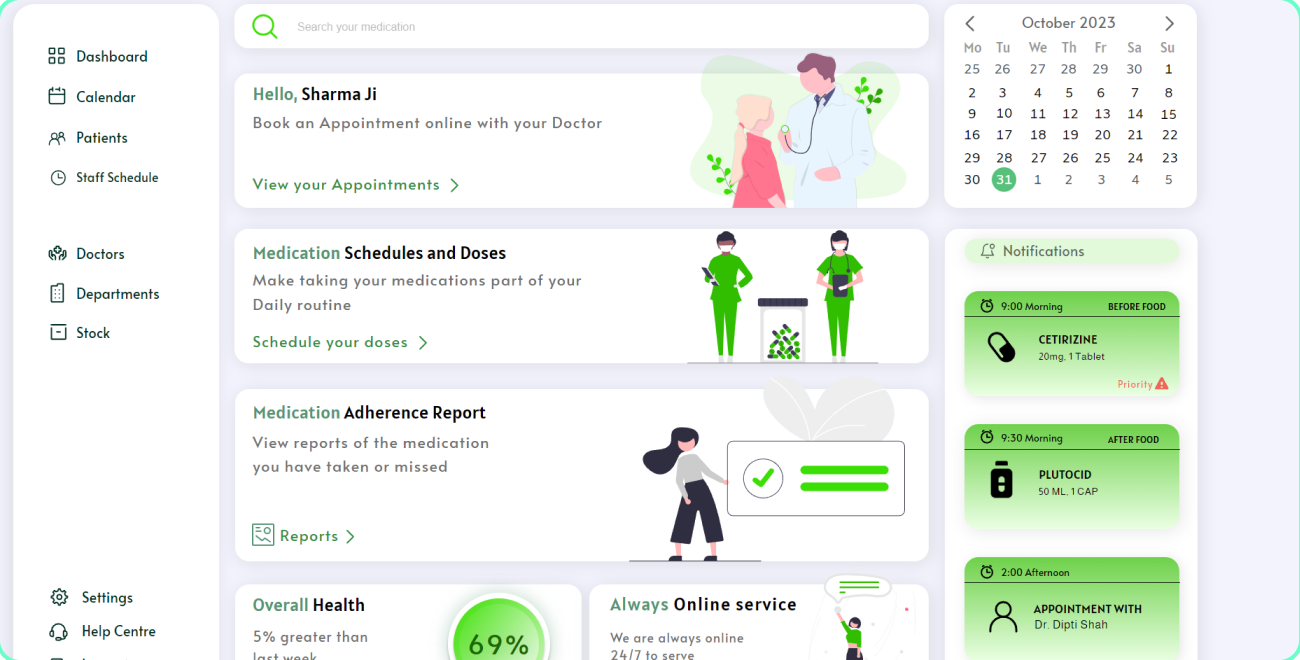 Dashboard
Calendar
Patients
Staff Schedule
Doctors
Departments
Stock
Settings
Help Centre
Search your medication
Hello, Sharma Ji
Book an Appointment online with your Doctor
View your Appointments
Medication Schedules and Doses
Make taking your medications part of your
Daily routine
Schedule your doses
Medication Adherence Report
View reports of the medication
you have taken or missed
Reports
Overall Health
5% greater than
last week
69%
Always Online service
We are always online
24/7 to serve
October 2023
Mo Tu We Th Fr Sa Su
25 26 27 28 29 30 1
2 3 4 5 6 7 8
9 10 11 12 13 14 15
16 17 18 19 20 21 22
29 28 27 26 25 24 23
30 31 1 2 3 4 5
Notifications
9:00 Morning BEFORE FOOD
CETIRIZINE
20mg, 1 Tablet
Priority
9:30 Morning AFTER FOOD
PLUTOCID
50 ML, 1 CAP
2:00 Afternoon
APPOINTMENT WITH
Dr. Dipti Shah